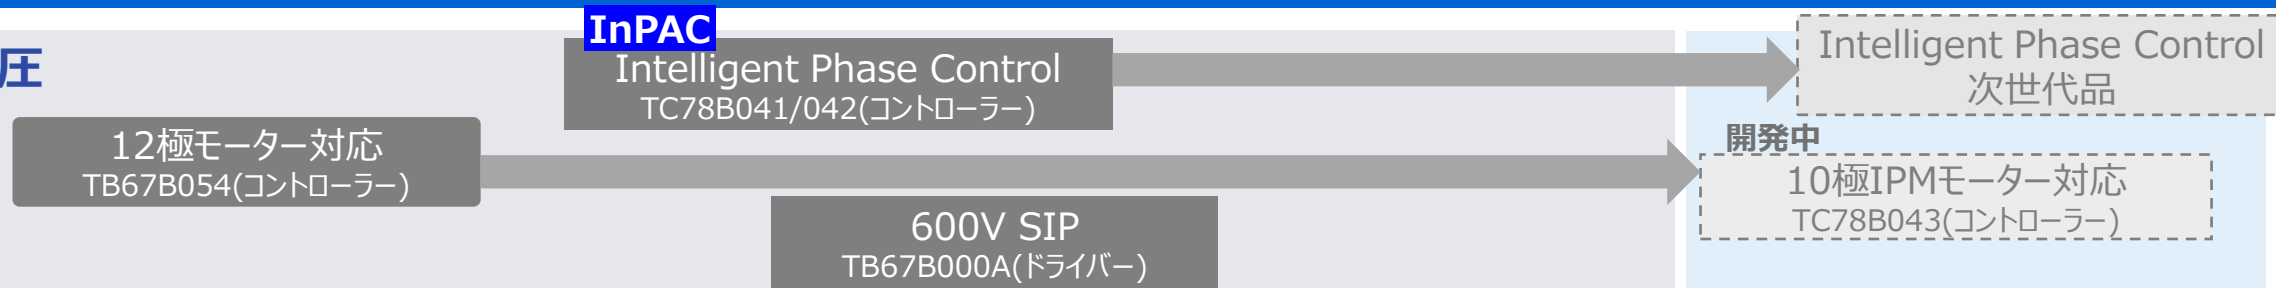 InPAC
圧
Intelligent Phase Control
TC78B041/042(コントローラー)
Intelligent Phase Control
次世代品
12極モーター対応
TB67B054(コントローラー)
開発中
10極IPMモーター対応
TC78B043(コントローラー)
600V SIP
TB67B000A(ドライバー)